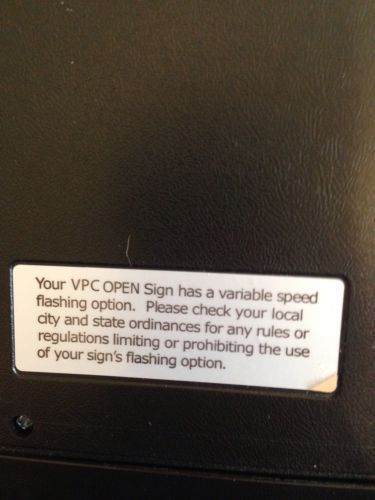 Your VPC OPEN Sign has a variable speed
flashing option. Please check your local
city and state ordinances for any rules or
regulations limiting or prohibiting the use
of your sign's flashing option.